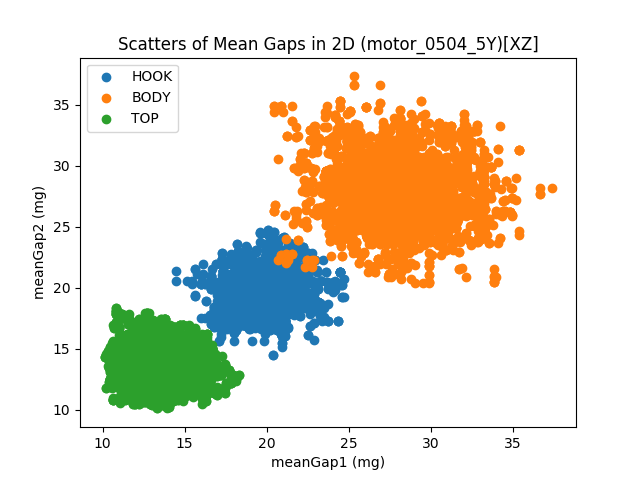 Scatters of Mean Gaps in 2D (motor_0504_5Y)[XZ]
HOOK
BODY
TOP
35
30
25
20
15
10
meanGap2 (mg)
10 15 20 25 30 35
meanGap1 (mg)